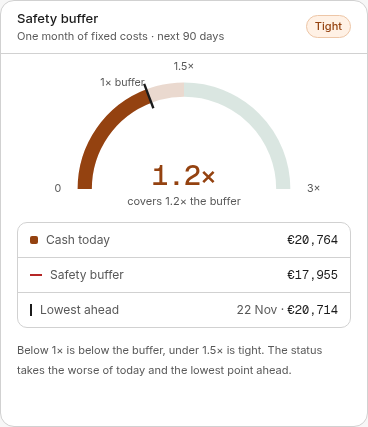 Safety buffer
One month of fixed costs · next 90 days
Tight
1.5×
1× buffer
1.2×
0
3×
covers 1.2× the buffer
Cash today €20,764
Safety buffer €17,955
Lowest ahead 22 Nov · €20,714
Below 1× is below the buffer, under 1.5× is tight. The status
takes the worse of today and the lowest point ahead.